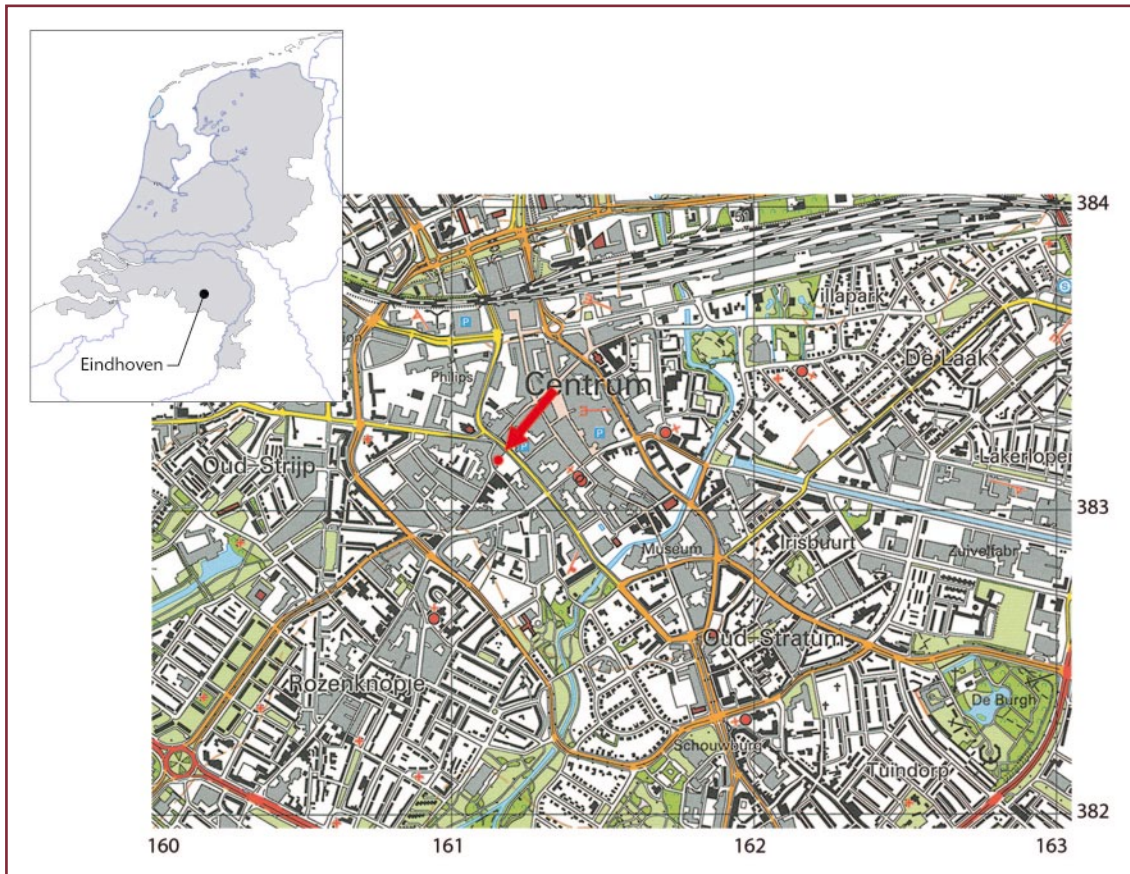 Eindhoven
384
Villapark
De Laak
Philips
Centrum
P
P
P
S
Oud-Strijp
Lakerlopen
383
Museum
Irisbuurt
Zuivelfabr
Oud-Stratum
Rozenknopje
De Burgh
Schouwburg
Tuindorp
382
160
161
162
163